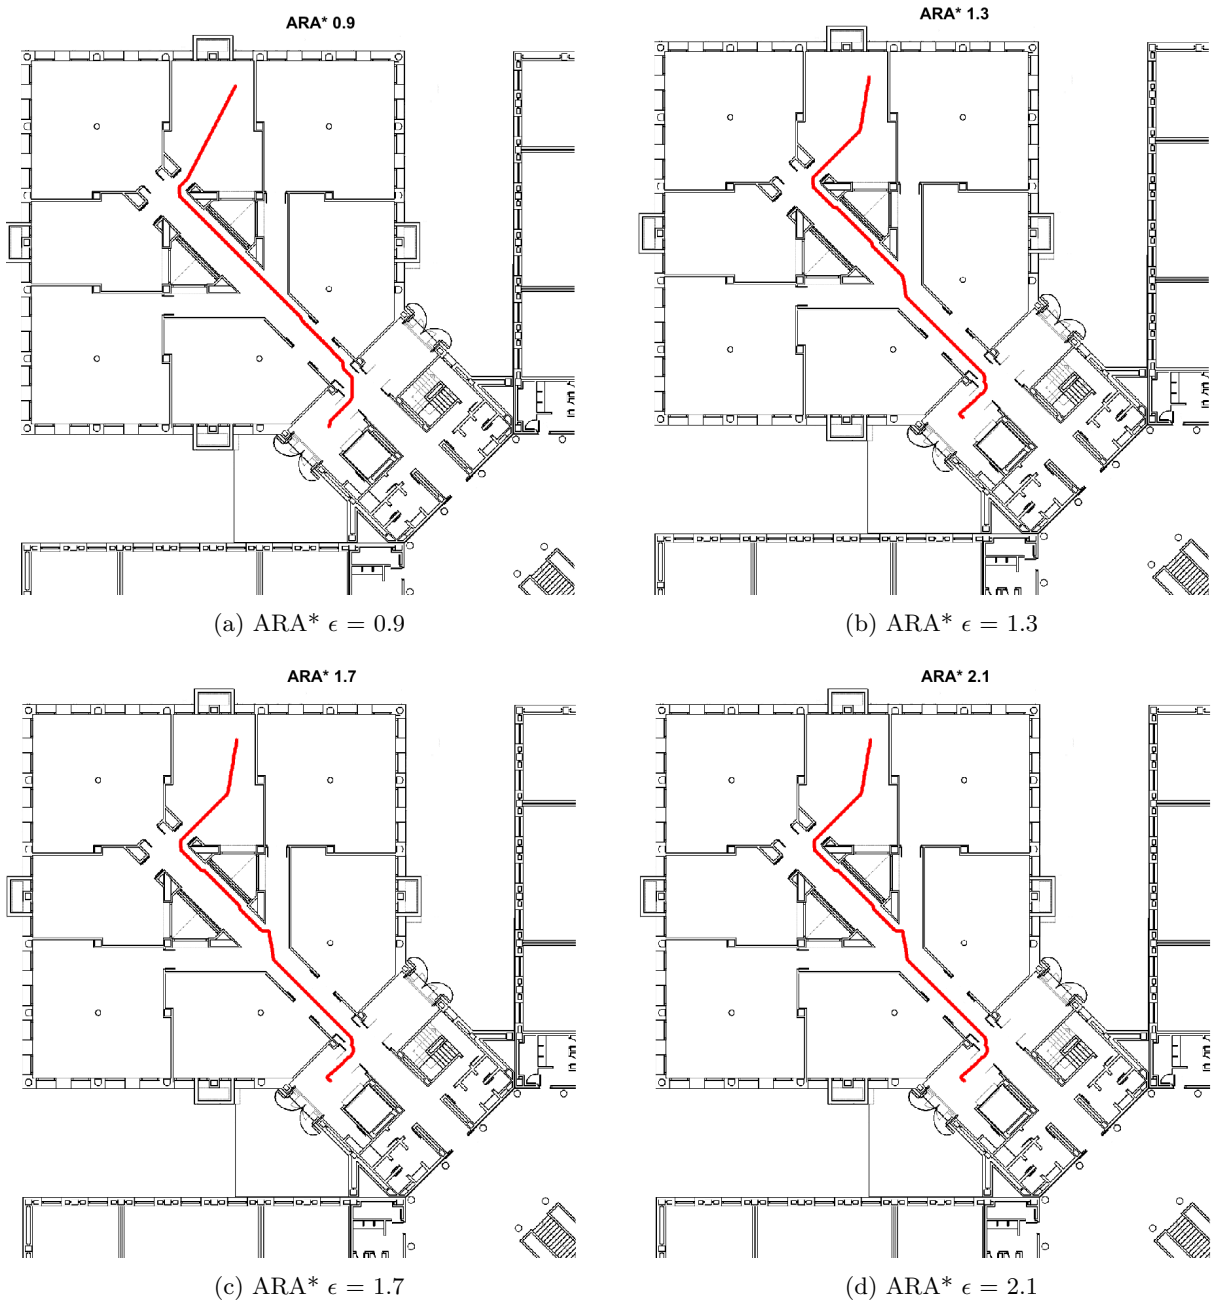 ARA* 0.9
ARA* 1.3
(a) ARA* ϵ = 0.9
(b) ARA* ϵ = 1.3
ARA* 1.7
ARA* 2.1
(c) ARA* ϵ = 1.7
(d) ARA* ϵ = 2.1